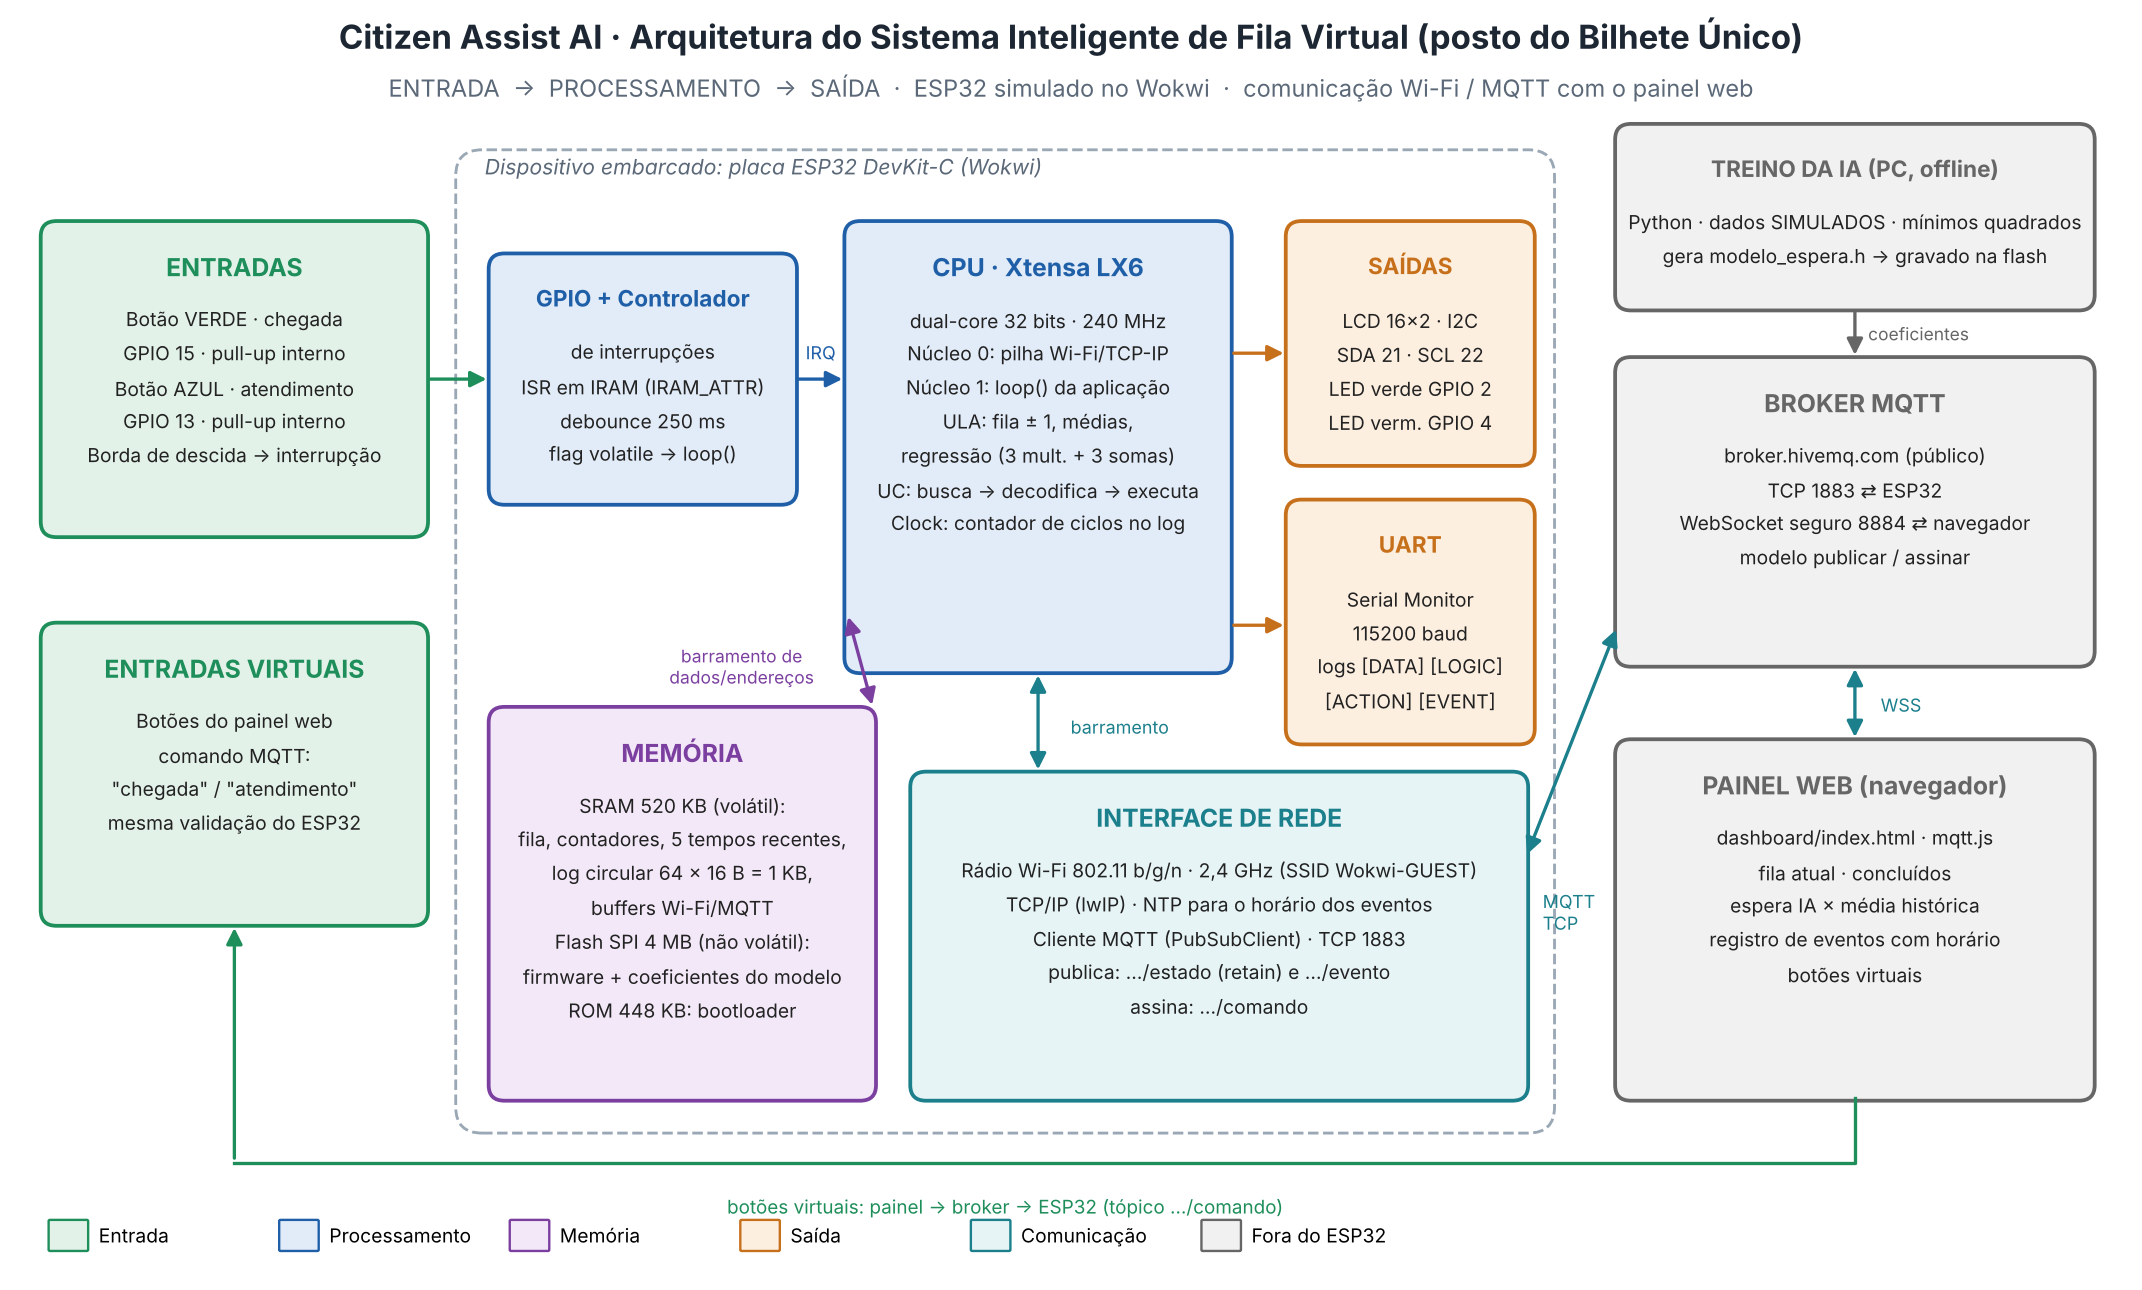 Citizen Assist AI · Arquitetura do Sistema Inteligente de Fila Virtual (posto do Bilhete Único)
ENTRADA → PROCESSAMENTO → SAÍDA · ESP32 simulado no Wokwi · comunicação Wi-Fi / MQTT com o painel web
Dispositivo embarcado: placa ESP32 DevKit-C (Wokwi)
ENTRADAS
Botão VERDE · chegada
GPIO 15 · pull-up interno
Botão AZUL · atendimento
GPIO 13 · pull-up interno
Borda de descida → interrupção
ENTRADAS VIRTUAIS
Botões do painel web
comando MQTT:
"chegada" / "atendimento"
mesma validação do ESP32
GPIO + Controlador
de interrupções
ISR em IRAM (IRAM_ATTR)
debounce 250 ms
flag volatile → loop()
IRQ
CPU · Xtensa LX6
dual-core 32 bits · 240 MHz
Núcleo 0: pilha Wi-Fi/TCP-IP
Núcleo 1: loop() da aplicação
ULA: fila ± 1, médias,
regressão (3 mult. + 3 somas)
UC: busca → decodifica → executa
Clock: contador de ciclos no log
barramento de
dados/endereços
MEMÓRIA
SRAM 520 KB (volátil):
fila, contadores, 5 tempos recentes,
log circular 64 × 16 B = 1 KB,
buffers Wi-Fi/MQTT
Flash SPI 4 MB (não volátil):
firmware + coeficientes do modelo
ROM 448 KB: bootloader
SAÍDAS
LCD 16×2 · I2C
SDA 21 · SCL 22
LED verde GPIO 2
LED verm. GPIO 4
UART
Serial Monitor
115200 baud
logs [DATA] [LOGIC]
[ACTION] [EVENT]
barramento
INTERFACE DE REDE
Rádio Wi-Fi 802.11 b/g/n · 2,4 GHz (SSID Wokwi-GUEST)
TCP/IP (lwIP) · NTP para o horário dos eventos
Cliente MQTT (PubSubClient) · TCP 1883
publica: .../estado (retain) e .../evento
assina: .../comando
MQTT
TCP
TREINO DA IA (PC, offline)
Python · dados SIMULADOS · mínimos quadrados
gera modelo_espera.h → gravado na flash
coeficientes
BROKER MQTT
broker.hivemq.com (público)
TCP 1883 ⇄ ESP32
WebSocket seguro 8884 ⇄ navegador
modelo publicar / assinar
WSS
PAINEL WEB (navegador)
dashboard/index.html · mqtt.js
fila atual · concluídos
espera IA × média histórica
registro de eventos com horário
botões virtuais
botões virtuais: painel → broker → ESP32 (tópico .../comando)
Entrada
Processamento
Memória
Saída
Comunicação
Fora do ESP32